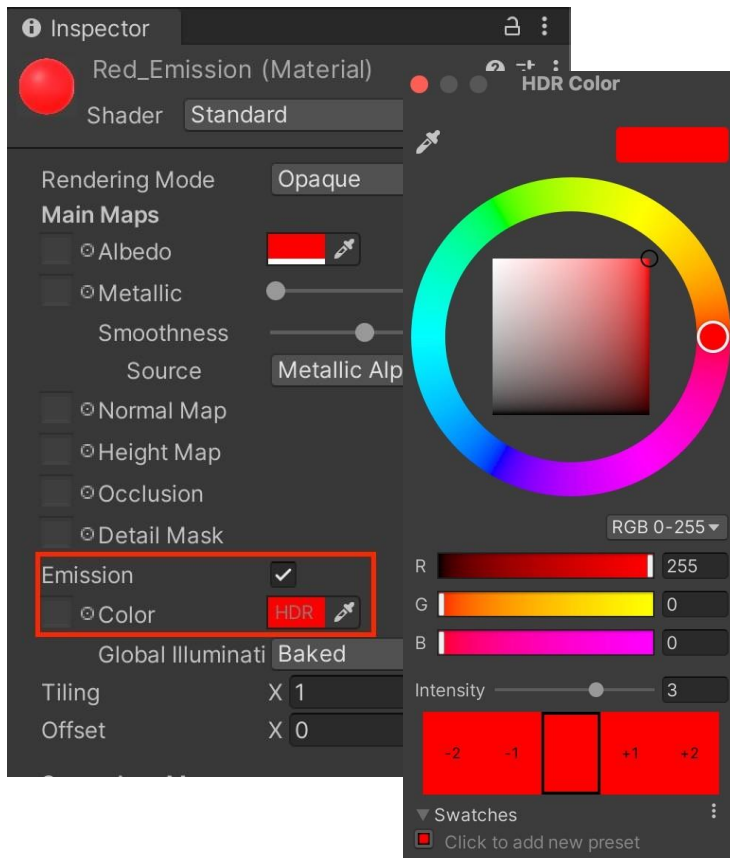 Inspector
Red_Emission (Material)
Shader Standard
Rendering Mode Opaque
Main Maps
Albedo
Metallic
Smoothness
Source Metallic Alp
Normal Map
Height Map
Occlusion
Detail Mask
Emission
Color HDR
Global Illuminati Baked
Tiling X 1
Offset X 0
HDR Color
RGB 0-255
R 255
G 0
B 0
Intensity 3
-2 -1 +1 +2
Swatches
Click to add new preset